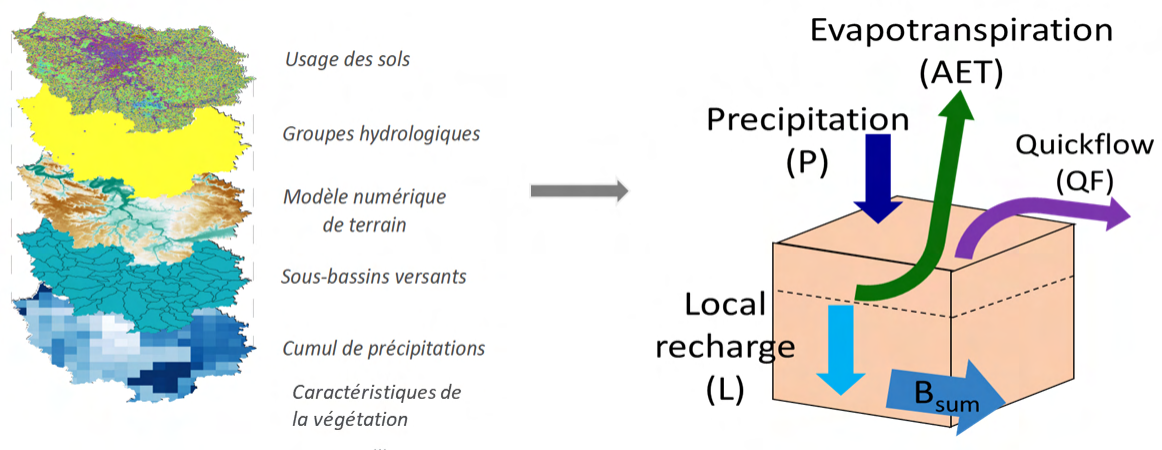 Usage des sols
Groupes hydrologiques
Modèle numérique
de terrain
Sous-bassins versants
Cumul de précipitations
Caractéristiques de
la végétation
Evapotranspiration
(AET)
Precipitation
(P)
Quickflow
(QF)
Local
recharge
(L)
Bsum